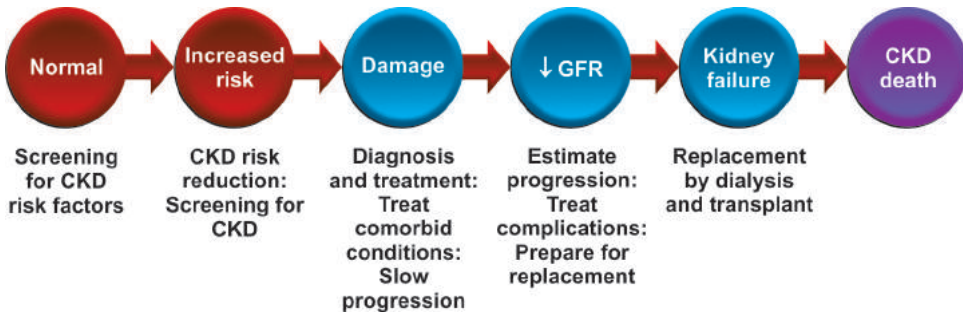 Normal
Increased
risk
Damage
↓ GFR
Kidney
failure
CKD
death
Screening
for CKD
risk factors
CKD risk
reduction:
Screening for
CKD
Diagnosis
and treatment:
Treat
comorbid
conditions:
Slow
progression
Estimate
progression:
Treat
complications:
Prepare for
replacement
Replacement
by dialysis
and transplant